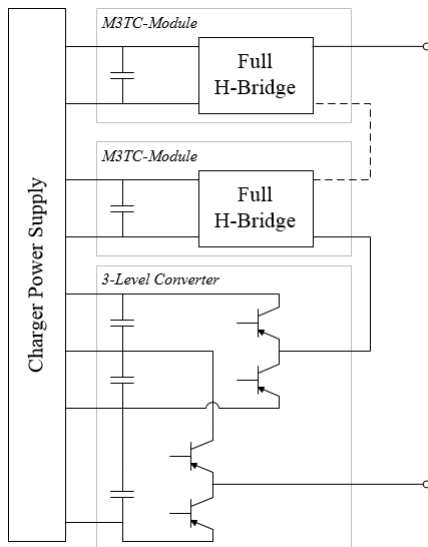 M3TC-Module
Full
H-Bridge
M3TC-Module
Full
H-Bridge
3-Level Converter
Charger Power Supply